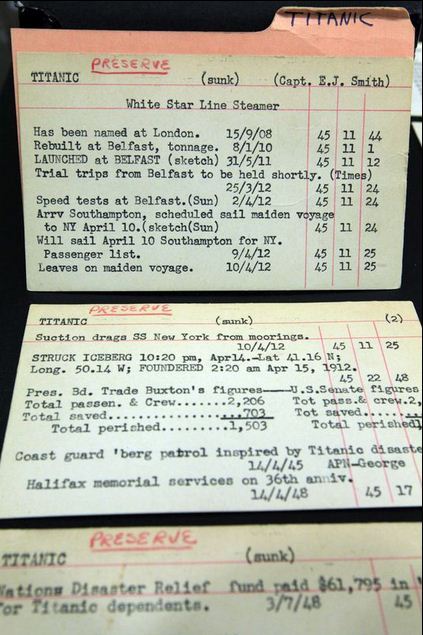 TITANIC
PRESERVE
TITANIC (sunk) (Capt. E.J. Smith)
White Star Line Steamer
Has been named at London. 15/9/08 45 11 44
Rebuilt at Belfast, tonnage. 8/1/10 45 11 1
LAUNCHED at BELFAST (sketch) 31/5/11 45 11 12
Trial trips from Belfast to be held shortly. (Times)
25/3/12 45 11 24
Speed tests at Belfast.(Sun) 2/4/12 45 11 24
Arrv Southampton, scheduled sail maiden voyage
to NY April 10.(sketch(Sun) 45 11 24
Will sail April 10 Southampton for NY.
Passenger list. 9/4/12 45 11 25
Leaves on maiden voyage. 10/4/12 45 11 25
PRESERVE
TITANIC (sunk) (2)
Suction drags SS New York from moorings.
10/4/12 45 11 25
STRUCK ICEBERG 10:20 pm, Apr14.-Lat 41.16 N;
Long. 50.14 W; FOUNDERED 2:20 am Apr 15, 1912.
45 22 48
Pres. Bd. Trade Buxton's figures----U.S.Senate figures
Total passen. & Crew.......2,206 Tot pass.& crew.2,
Total saved..................703 Tot saved.......
Total perished.........1,503 Total perished
Coast guard 'berg patrol inspired by Titanic disaste
14/4/45 APN-George
Halifax memorial services on 36th anniv.
14/4/48 45 17
PRESERVE
TITANIC (sunk)
Nations Disaster Relief fund paid $61,795 in
for Titanic dependents. 3/7/48 45